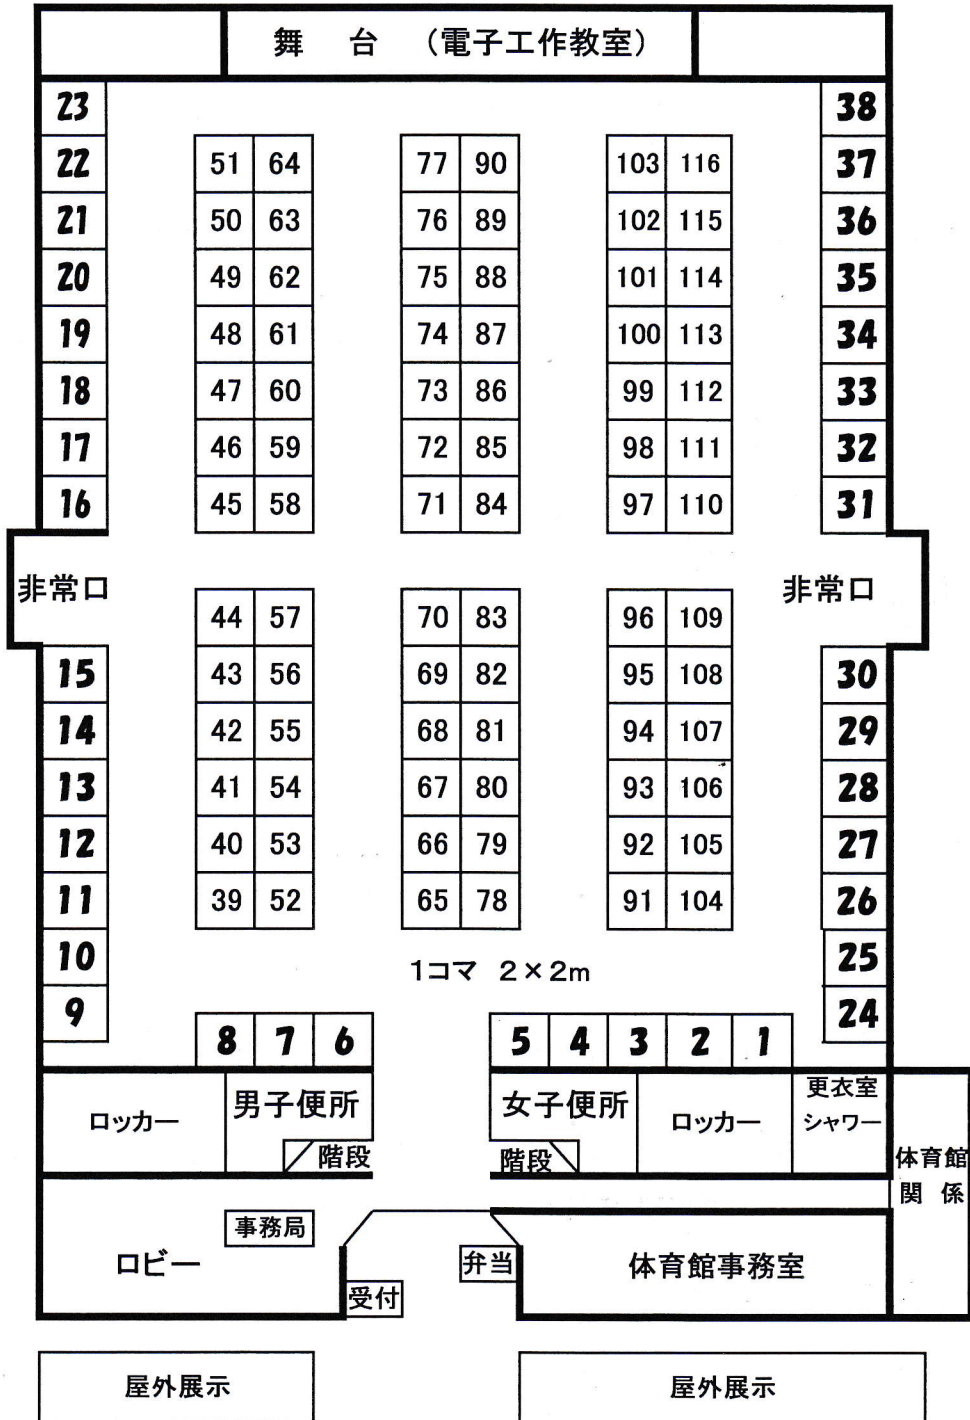 舞 台 （電子工作教室）
23 38
22 51 64 77 90 103 116 37
21 50 63 76 89 102 115 36
20 49 62 75 88 101 114 35
19 48 61 74 87 100 113 34
18 47 60 73 86 99 112 33
17 46 59 72 85 98 111 32
16 45 58 71 84 97 110 31
非常口 非常口
44 57 70 83 96 109
15 43 56 69 82 95 108 30
14 42 55 68 81 94 107 29
13 41 54 67 80 93 106 28
12 40 53 66 79 92 105 27
11 39 52 65 78 91 104 26
10 25
1コマ 2×2m
9 24
8 7 6 5 4 3 2 1
ロッカー 男子便所 女子便所 ロッカー 更衣室
シャワー
階段 階段
体育館
関 係
事務局
ロビー 弁当 体育館事務室
受付
屋外展示 屋外展示